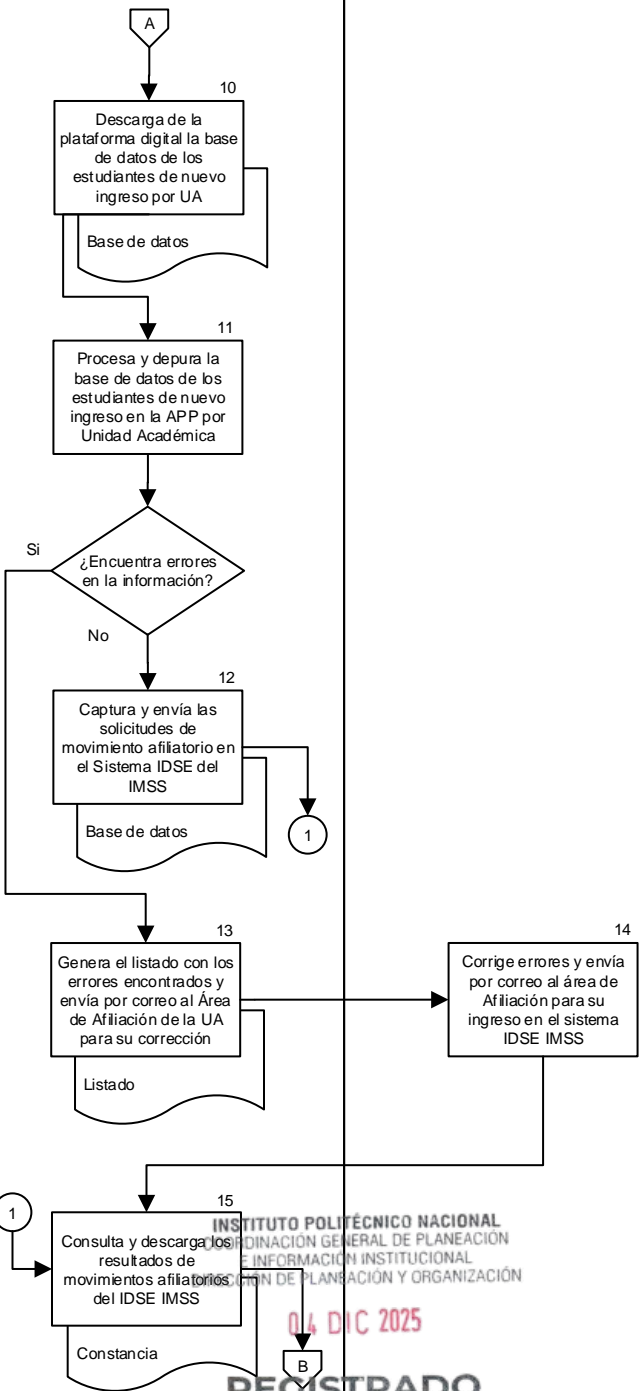 A
10
Descarga de la
plataforma digital la base
de datos de los
estudiantes de nuevo
ingreso por UA
Base de datos
11
Procesa y depura la
base de datos de los
estudiantes de nuevo
ingreso en la APP por
Unidad Académica
Si
¿Encuentra errores
en la información?
No
12
Captura y envía las
solicitudes de
movimiento afiliatorio en
el Sistema IDSE del
IMSS
Base de datos
1
13
Genera el listado con los
errores encontrados y
envía por correo al Área
de Afiliación de la UA
para su corrección
Listado
14
Corrige errores y envía
por correo al área de
Afiliación para su
ingreso en el sistema
IDSE IMSS
1
15
Consulta y descarga los
resultados de
movimientos afiliatorios
del IDSE IMSS
Constancia
B
INSTITUTO POLITÉCNICO NACIONAL
COORDINACIÓN GENERAL DE PLANEACIÓN
E INFORMACIÓN INSTITUCIONAL
DIRECCIÓN DE PLANEACIÓN Y ORGANIZACIÓN
04 DIC 2025
REGISTRADO